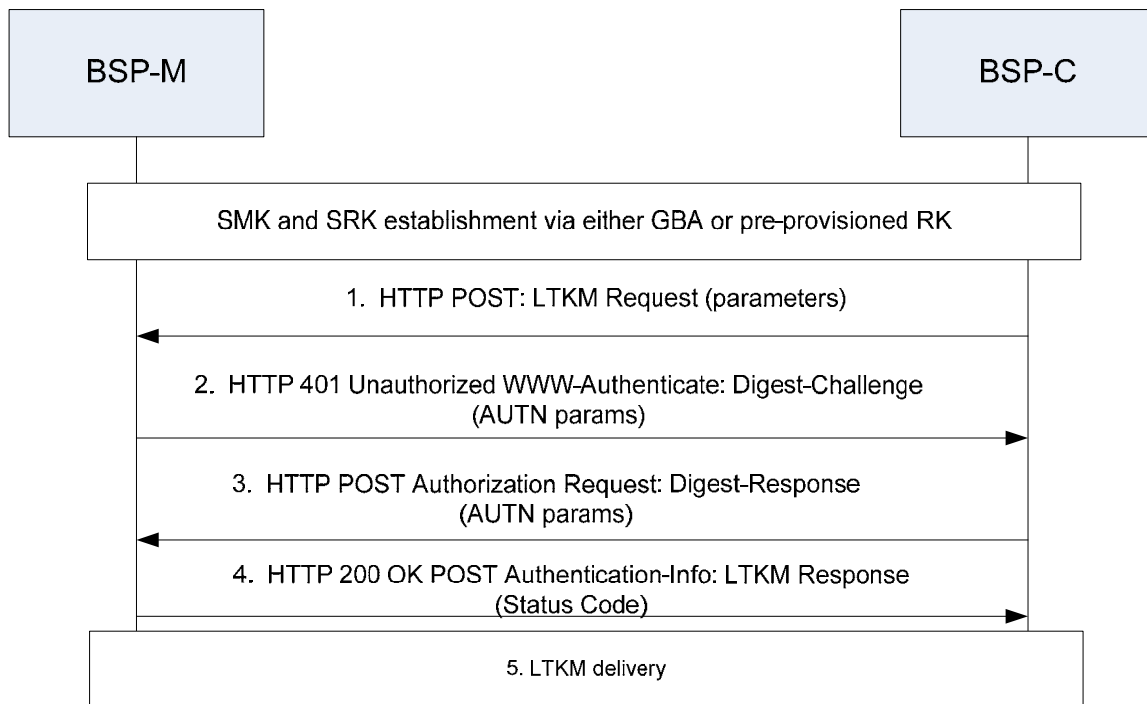 BSP-M
BSP-C
SMK and SRK establishment via either GBA or pre-provisioned RK
1. HTTP POST: LTKM Request (parameters)
2. HTTP 401 Unauthorized WWW-Authenticate: Digest-Challenge
(AUTN params)
3. HTTP POST Authorization Request: Digest-Response
(AUTN params)
4. HTTP 200 OK POST Authentication-Info: LTKM Response
(Status Code)
5. LTKM delivery